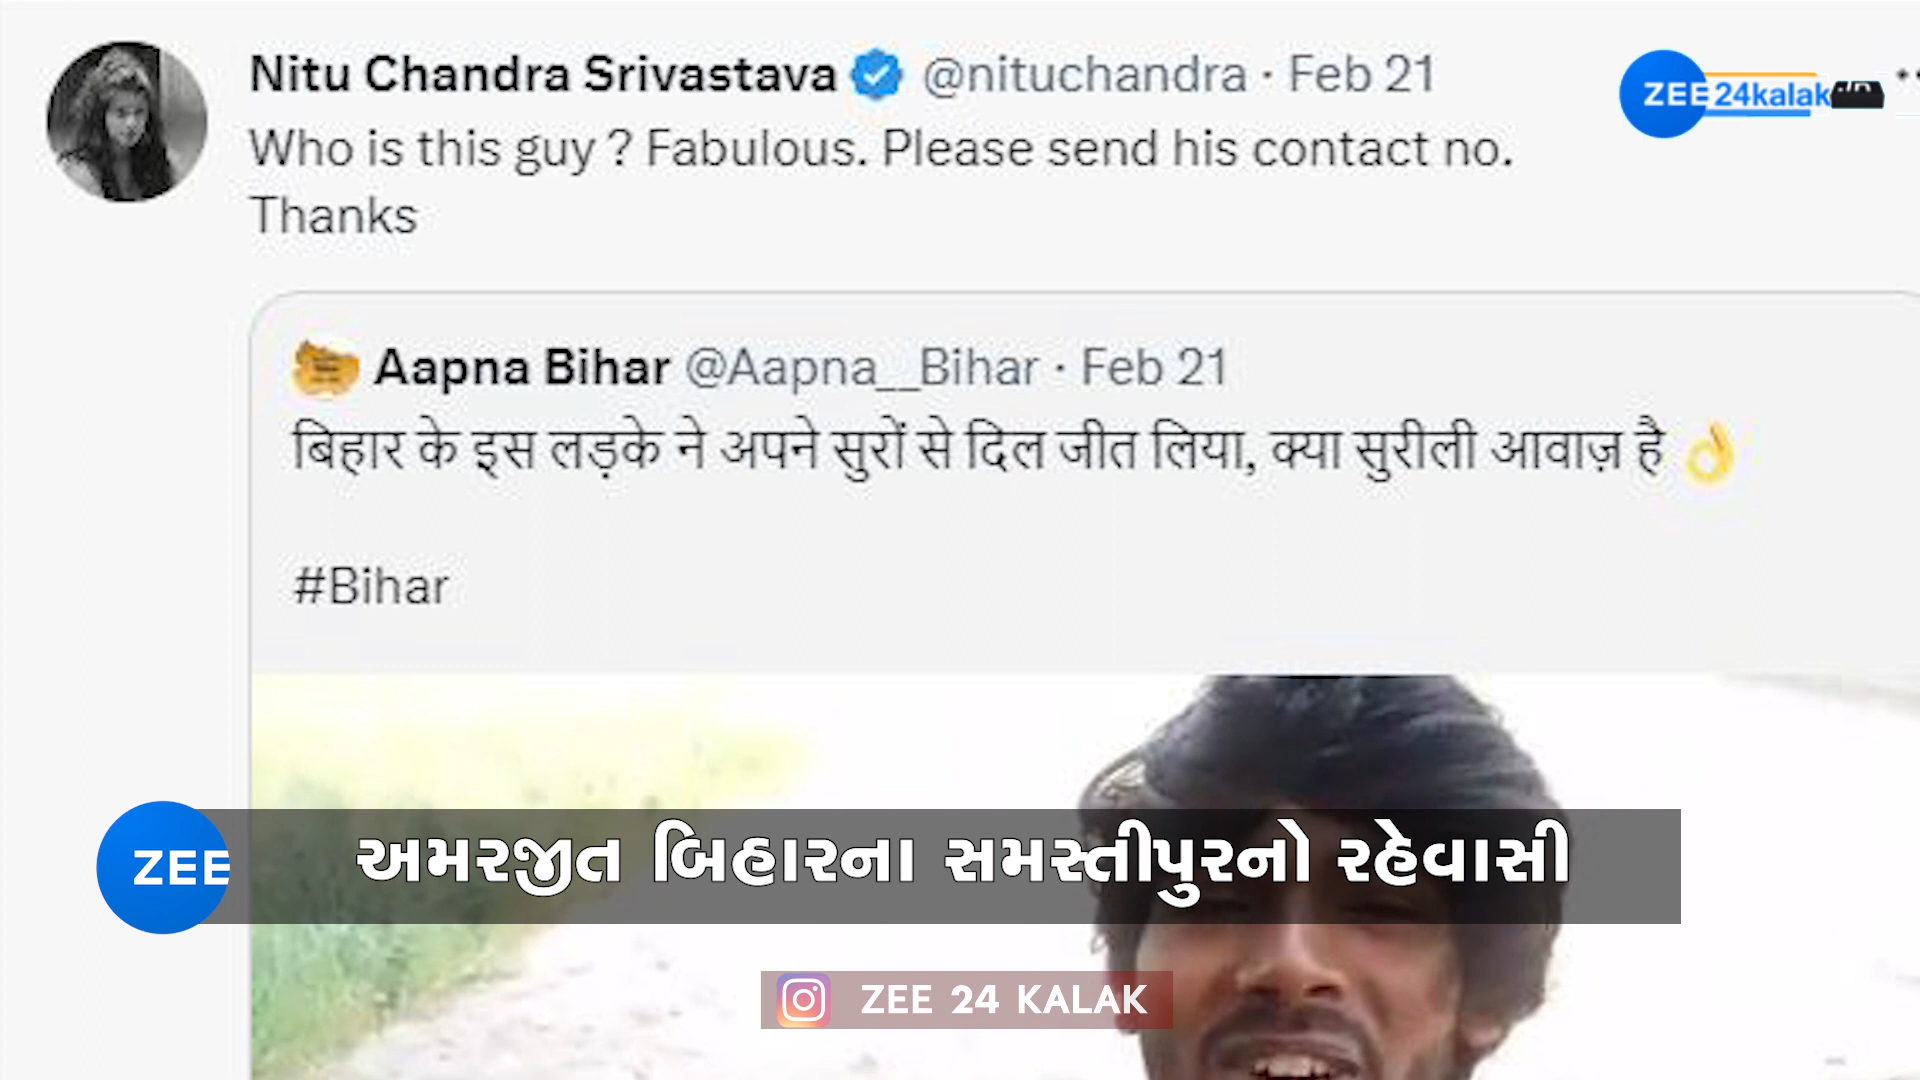 Nitu Chandra Srivastava @nituchandra · Feb 21
ZEE 24kalak
Who is this guy ? Fabulous. Please send his contact no.
Thanks
Aapna Bihar @Aapna__Bihar · Feb 21
बिहार के इस लड़के ने अपने सुरों से दिल जीत लिया, क्या सुरीली आवाज़ है 👌
#Bihar
ZEE અમરજીત બિહારના સમસ્તીપુરનો રહેવાસી
ZEE 24 KALAK